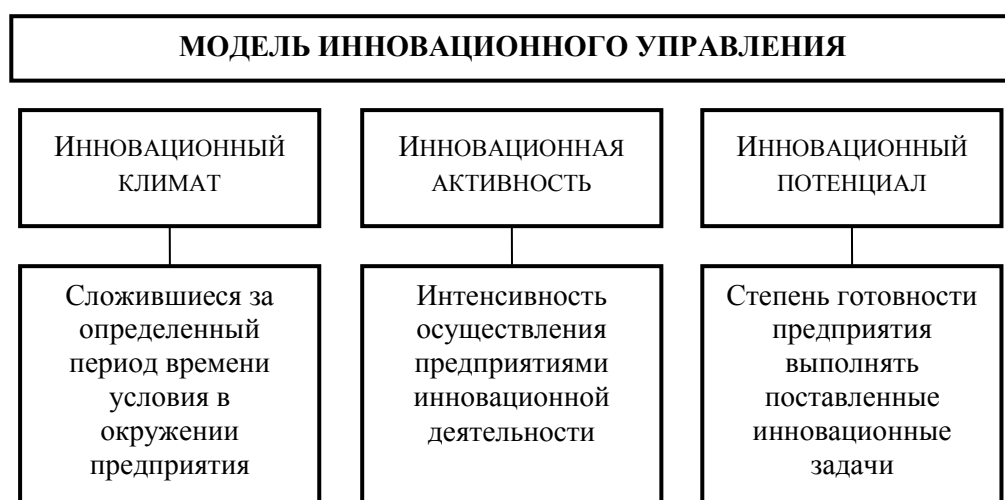 МОДЕЛЬ ИННОВАЦИОННОГО УПРАВЛЕНИЯ
ИННОВАЦИОННЫЙ
КЛИМАТ
ИННОВАЦИОННАЯ
АКТИВНОСТЬ
ИННОВАЦИОННЫЙ
ПОТЕНЦИАЛ
Сложившиеся за
определенный
период времени
условия в
окружении
предприятия
Интенсивность
осуществления
предприятиями
инновационной
деятельности
Степень готовности
предприятия
выполнять
поставленные
инновационные
задачи